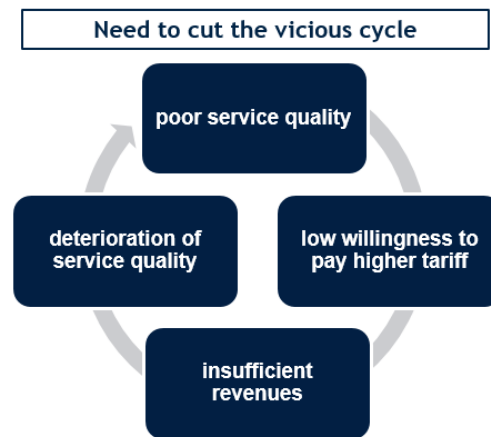 Need to cut the vicious cycle
poor service quality
low willingness to
pay higher tariff
insufficient
revenues
deterioration of
service quality